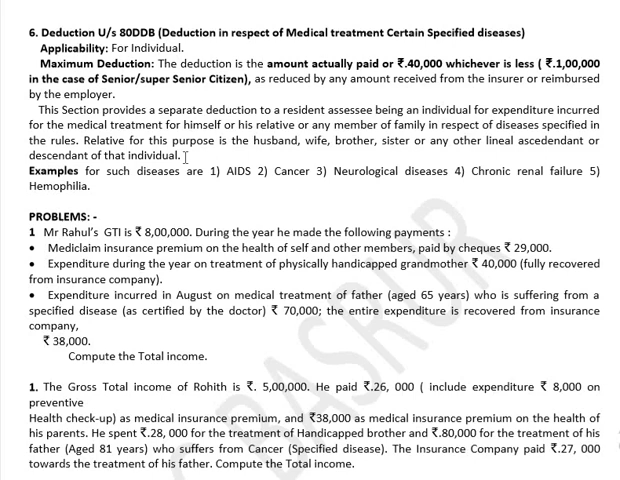 6. Deduction U/s 80DDB (Deduction in respect of Medical treatment Certain Specified diseases)
Applicability: For Individual.
Maximum Deduction: The deduction is the amount actually paid or ₹.40,000 whichever is less ( ₹.1,00,000
in the case of Senior/super Senior Citizen), as reduced by any amount received from the insurer or reimbursed
by the employer.
This Section provides a separate deduction to a resident assessee being an individual for expenditure incurred
for the medical treatment for himself or his relative or any member of family in respect of diseases specified in
the rules. Relative for this purpose is the husband, wife, brother, sister or any other lineal ascedendant or
descendant of that individual.
Examples for such diseases are 1) AIDS 2) Cancer 3) Neurological diseases 4) Chronic renal failure 5)
Hemophilia.
PROBLEMS: -
1 Mr Rahul's GTI is ₹ 8,00,000. During the year he made the following payments :
• Mediclaim insurance premium on the health of self and other members, paid by cheques ₹ 29,000.
• Expenditure during the year on treatment of physically handicapped grandmother ₹ 40,000 (fully recovered
from insurance company).
• Expenditure incurred in August on medical treatment of father (aged 65 years) who is suffering from a
specified disease (as certified by the doctor) ₹ 70,000; the entire expenditure is recovered from insurance
company,
₹ 38,000.
Compute the Total income.
1. The Gross Total income of Rohith is ₹. 5,00,000. He paid ₹.26, 000 ( include expenditure ₹ 8,000 on
preventive
Health check-up) as medical insurance premium, and ₹38,000 as medical insurance premium on the health of
his parents. He spent ₹.28, 000 for the treatment of Handicapped brother and ₹.80,000 for the treatment of his
father (Aged 81 years) who suffers from Cancer (Specified disease). The Insurance Company paid ₹.27, 000
towards the treatment of his father. Compute the Total income.